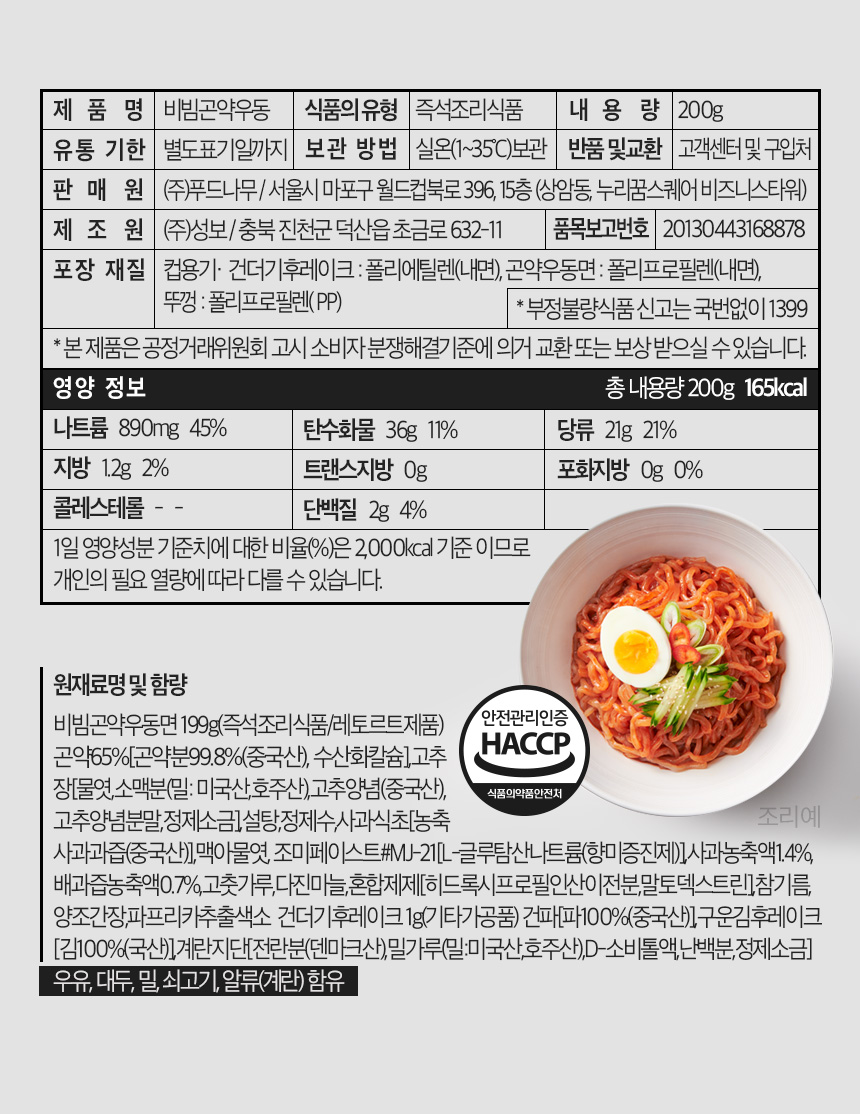 제 품 명 비빔곤약우동 식품의 유형 즉석조리식품 내 용 량 200g
유통 기한 별도표기일까지 보관 방법 실온(1~35℃)보관 반품 및 교환 고객센터 및 구입처
판 매 원 (주)푸드나무 / 서울시 마포구 월드컵북로 396, 15층 (상암동, 누리꿈스퀘어 비즈니스타워)
제 조 원 (주)성보 / 충북 진천군 덕산읍 초금로 632-11 품목보고번호 20130443168878
포장 재질 컵용기· 건더기후레이크 : 폴리에틸렌(내면), 곤약우동면 : 폴리프로필렌(내면),
뚜껑 : 폴리프로필렌( PP)
* 부정불량식품 신고는 국번없이 1399
* 본 제품은 공정거래위원회 고시 소비자 분쟁해결기준에 의거 교환 또는 보상 받으실 수 있습니다.
영양 정보 총 내용량 200g 165kcal
나트륨 890mg 45% 탄수화물 36g 11% 당류 21g 21%
지방 1.2g 2% 트랜스지방 0g 포화지방 0g 0%
콜레스테롤 - - 단백질 2g 4%
1일 영양성분 기준치에 대한 비율(%)은 2,000kcal 기준 이므로
개인의 필요 열량에 따라 다를 수 있습니다.
원재료명 및 함량
비빔곤약우동면 199g(즉석조리식품/레토르트제품)
곤약65%[곤약분99.8%(중국산), 수산화칼슘],고추
장[물엿,소맥분(밀: 미국산,호주산),고추양념(중국산),
고추양념분말,정제소금],설탕,정제수,사과식초[농축
사과과즙(중국산)],맥아물엿, 조미페이스트#MJ-21[L-글루탐산나트륨(향미증진제)],사과농축액1.4%,
배과즙농축액0.7%,고춧가루,다진마늘,혼합제제[히드록시프로필인산이전분,말토덱스트린],참기름,
양조간장,파프리카추출색소 건더기후레이크 1g(기타가공품) 건파[파100%(중국산)],구운김후레이크
[김100%(국산)],계란지단[전란분(덴마크산),밀가루(밀:미국산,호주산),D-소비톨액,난백분,정제소금]
우유, 대두, 밀, 쇠고기, 알류(계란) 함유
안전관리인증
HACCP
식품의약품안전처
조리예